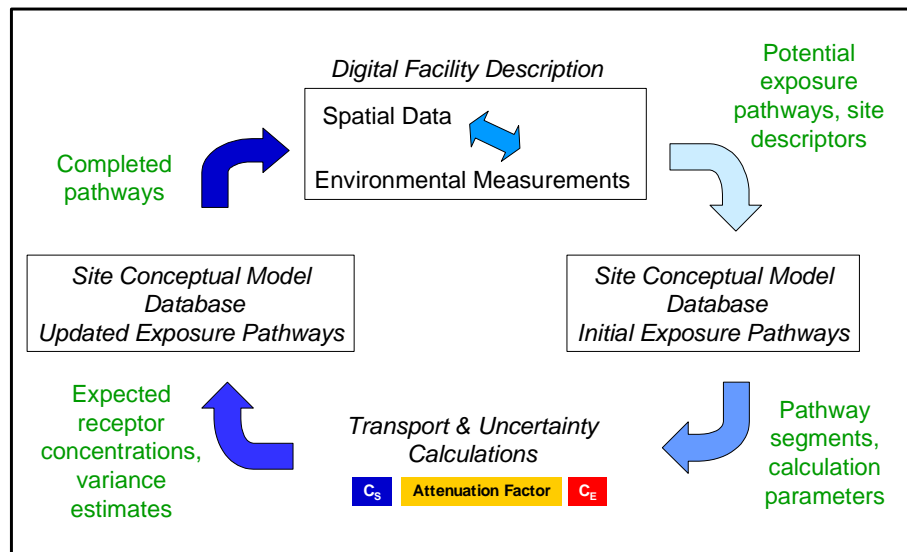 Digital Facility Description
Spatial Data
Environmental Measurements
Potential
exposure
pathways, site
descriptors
Site Conceptual Model
Database
Initial Exposure Pathways
Pathway
segments,
calculation
parameters
Transport & Uncertainty
Calculations
CS Attenuation Factor CE
Expected
receptor
concentrations,
variance
estimates
Site Conceptual Model
Database
Updated Exposure Pathways
Completed
pathways